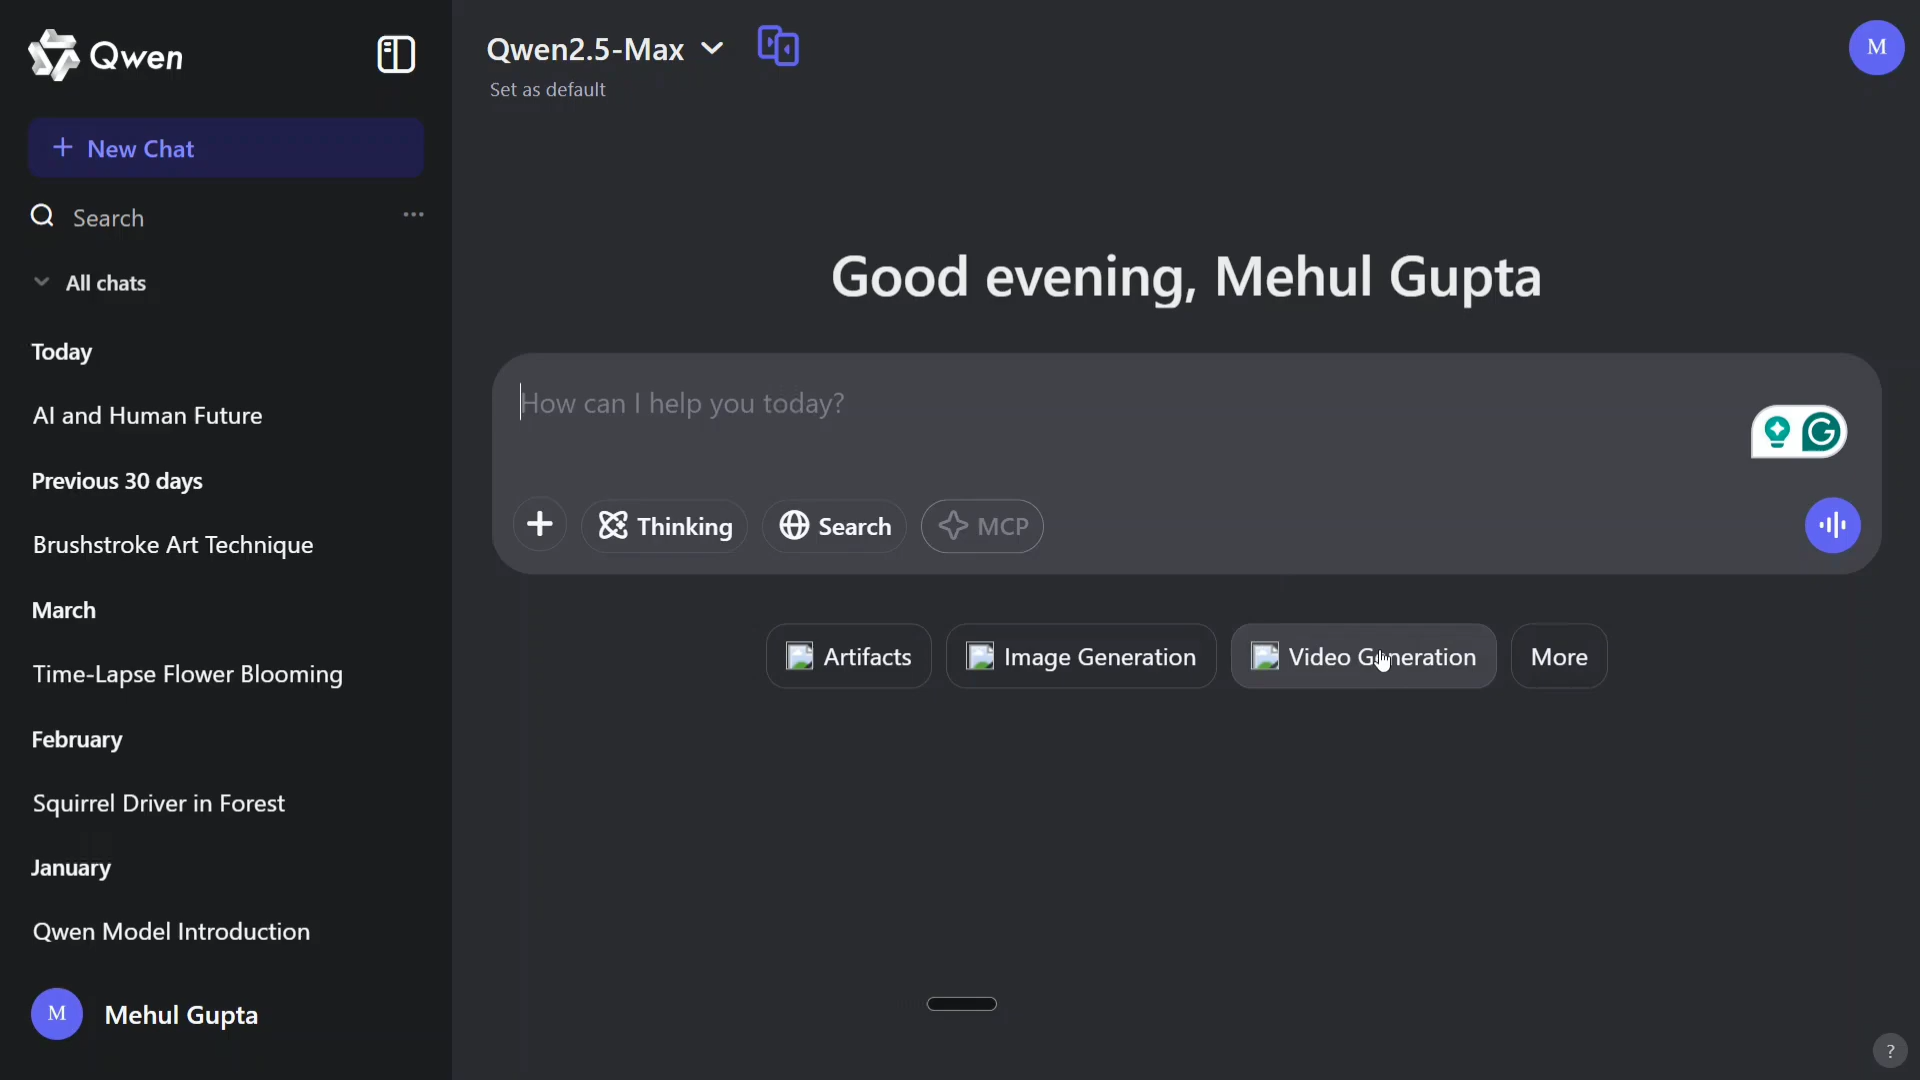 Qwen
New Chat
Search
All chats
Today
AI and Human Future
Previous 30 days
Brushstroke Art Technique
March
Time-Lapse Flower Blooming
February
Squirrel Driver in Forest
January
Qwen Model Introduction
M Mehul Gupta
Qwen2.5-Max
Set as default
M
Good evening, Mehul Gupta
How can I help you today?
G
Thinking Search MCP
Artifacts Image Generation Video Generation More
?